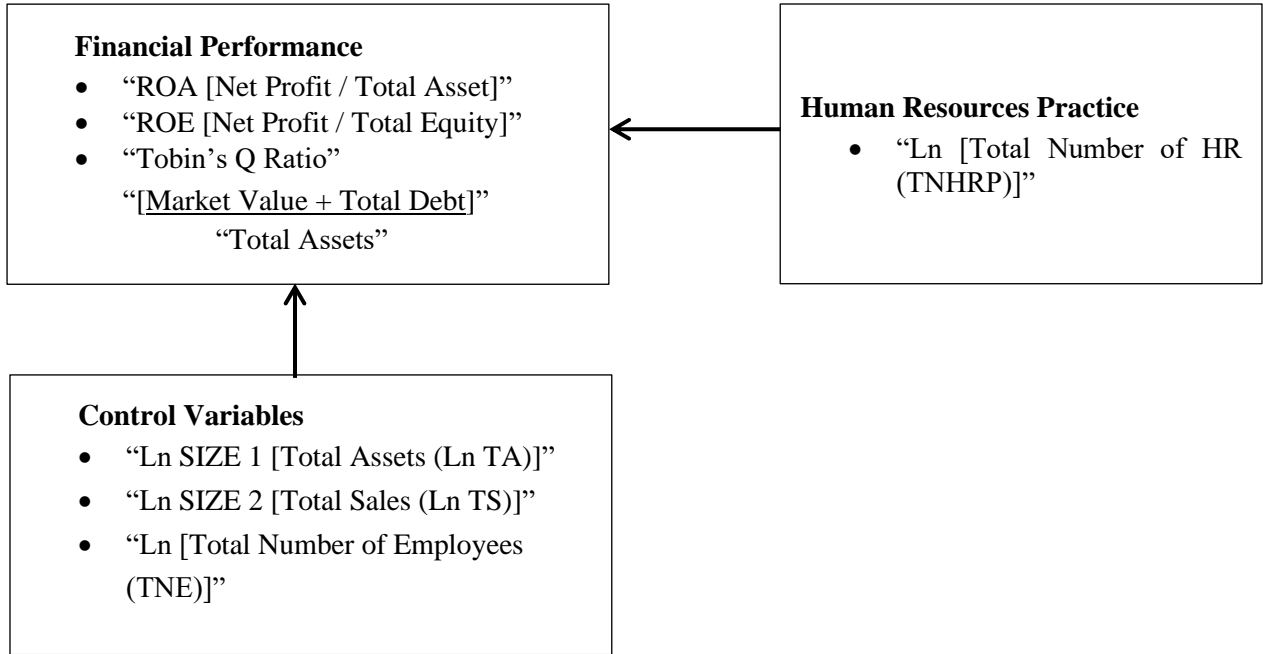 Financial Performance
• “ROA [Net Profit / Total Asset]”
• “ROE [Net Profit / Total Equity]”
• “Tobin’s Q Ratio”
“[Market Value + Total Debt]”
“Total Assets”
Human Resources Practice
• “Ln [Total Number of HR
(TNHRP)]”
Control Variables
• “Ln SIZE 1 [Total Assets (Ln TA)]”
• “Ln SIZE 2 [Total Sales (Ln TS)]”
• “Ln [Total Number of Employees
(TNE)]”